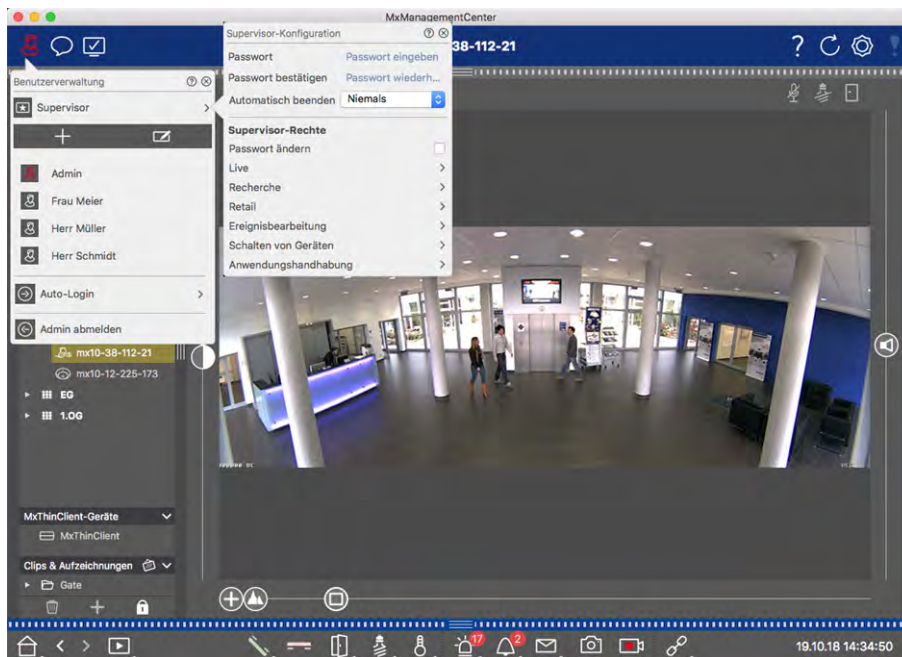 MxManagementCenter
38-112-21
Benutzerverwaltung
Supervisor
Admin
Frau Meier
Herr Müller
Herr Schmidt
Auto-Login
Admin abmelden
Supervisor-Konfiguration
Passwort Passwort eingeben
Passwort bestätigen Passwort wiederh...
Automatisch beenden Niemals
Supervisor-Rechte
Passwort ändern
Live
Recherche
Retail
Ereignisbearbeitung
Schalten von Geräten
Anwendungshandhabung
mx10-38-112-21
mx10-12-225-173
EG
1.OG
MxThinClient-Geräte
MxThinClient
Clips & Aufzeichnungen
Gate
17
2
19.10.18 14:34:50